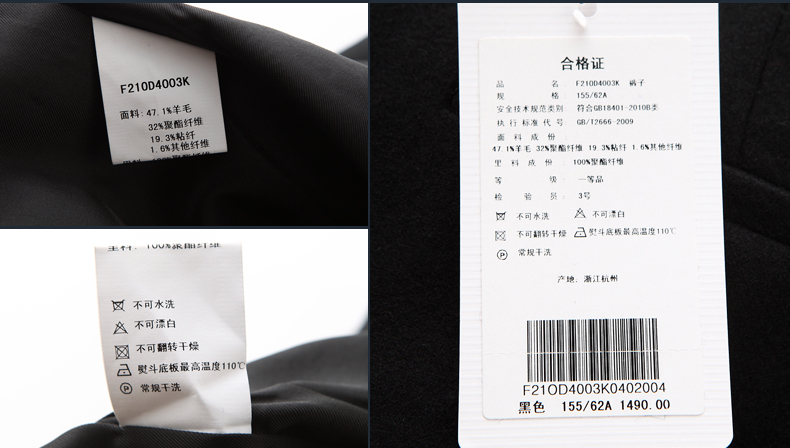 F210D4003K
面料: 47.1%羊毛
32%聚酯纤维
19.3%粘纤
1.6%其他纤维
里料: 100%聚酯纤维
里料: 100%聚酯纤维
不可水洗
不可漂白
不可翻转干燥
熨斗底板最高温度110℃
常规干洗
合格证
品 名 F210D4003K 裤子
规 格: 155/62A
安全技术规范类别: 符合GB18401-2010B类
执行标准代号: GB/T2666-2009
面料成份:
47.1%羊毛 32%聚酯纤维 19.3%粘纤 1.6%其他纤维
里料成份: 100%聚酯纤维
等 级: 一等品
检 验 员: 3号
不可水洗 不可漂白
不可翻转干燥 熨斗底板最高温度110℃
常规干洗
产地: 浙江杭州
F210D4003K0402004
黑色 155/62A 1490.00